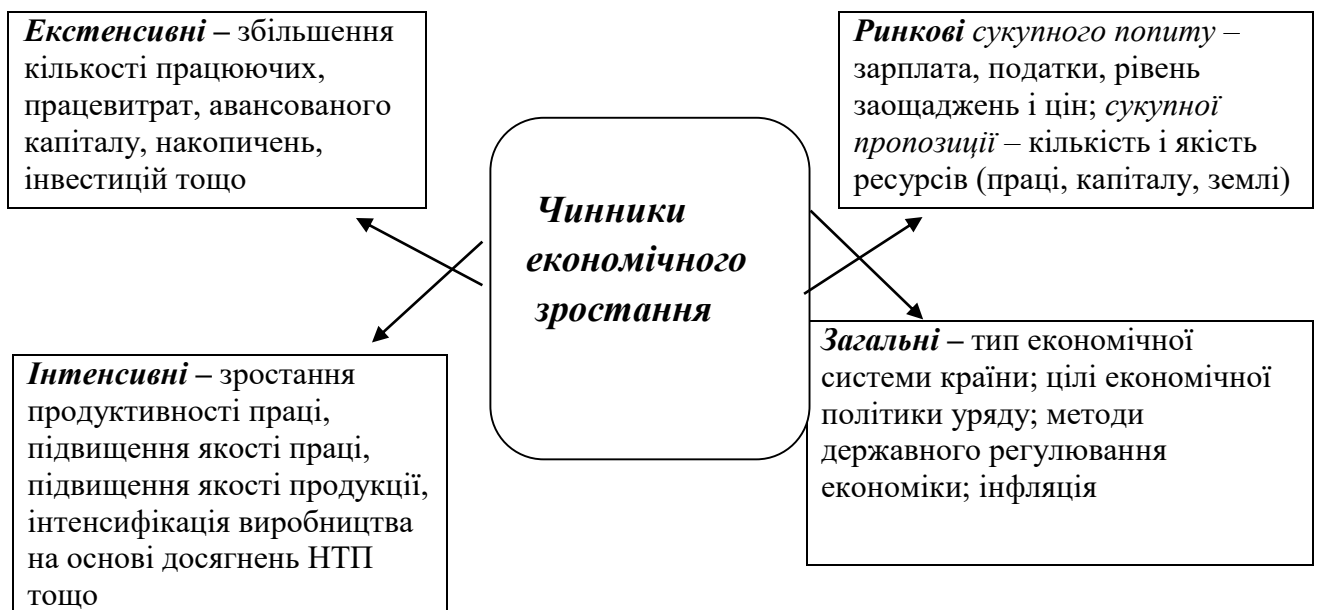 Екстенсивні – збільшення
кількості працюючих,
працевитрат, авансованого
капіталу, накопичень,
інвестицій тощо
Ринкові сукупного попиту –
зарплата, податки, рівень
заощаджень і цін; сукупної
пропозиції – кількість і якість
ресурсів (праці, капіталу, землі)
Чинники
економічного
зростання
Інтенсивні – зростання
продуктивності праці,
підвищення якості праці,
підвищення якості продукції,
інтенсифікація виробництва
на основі досягнень НТП
тощо
Загальні – тип економічної
системи країни; цілі економічної
політики уряду; методи
державного регулювання
економіки; інфляція